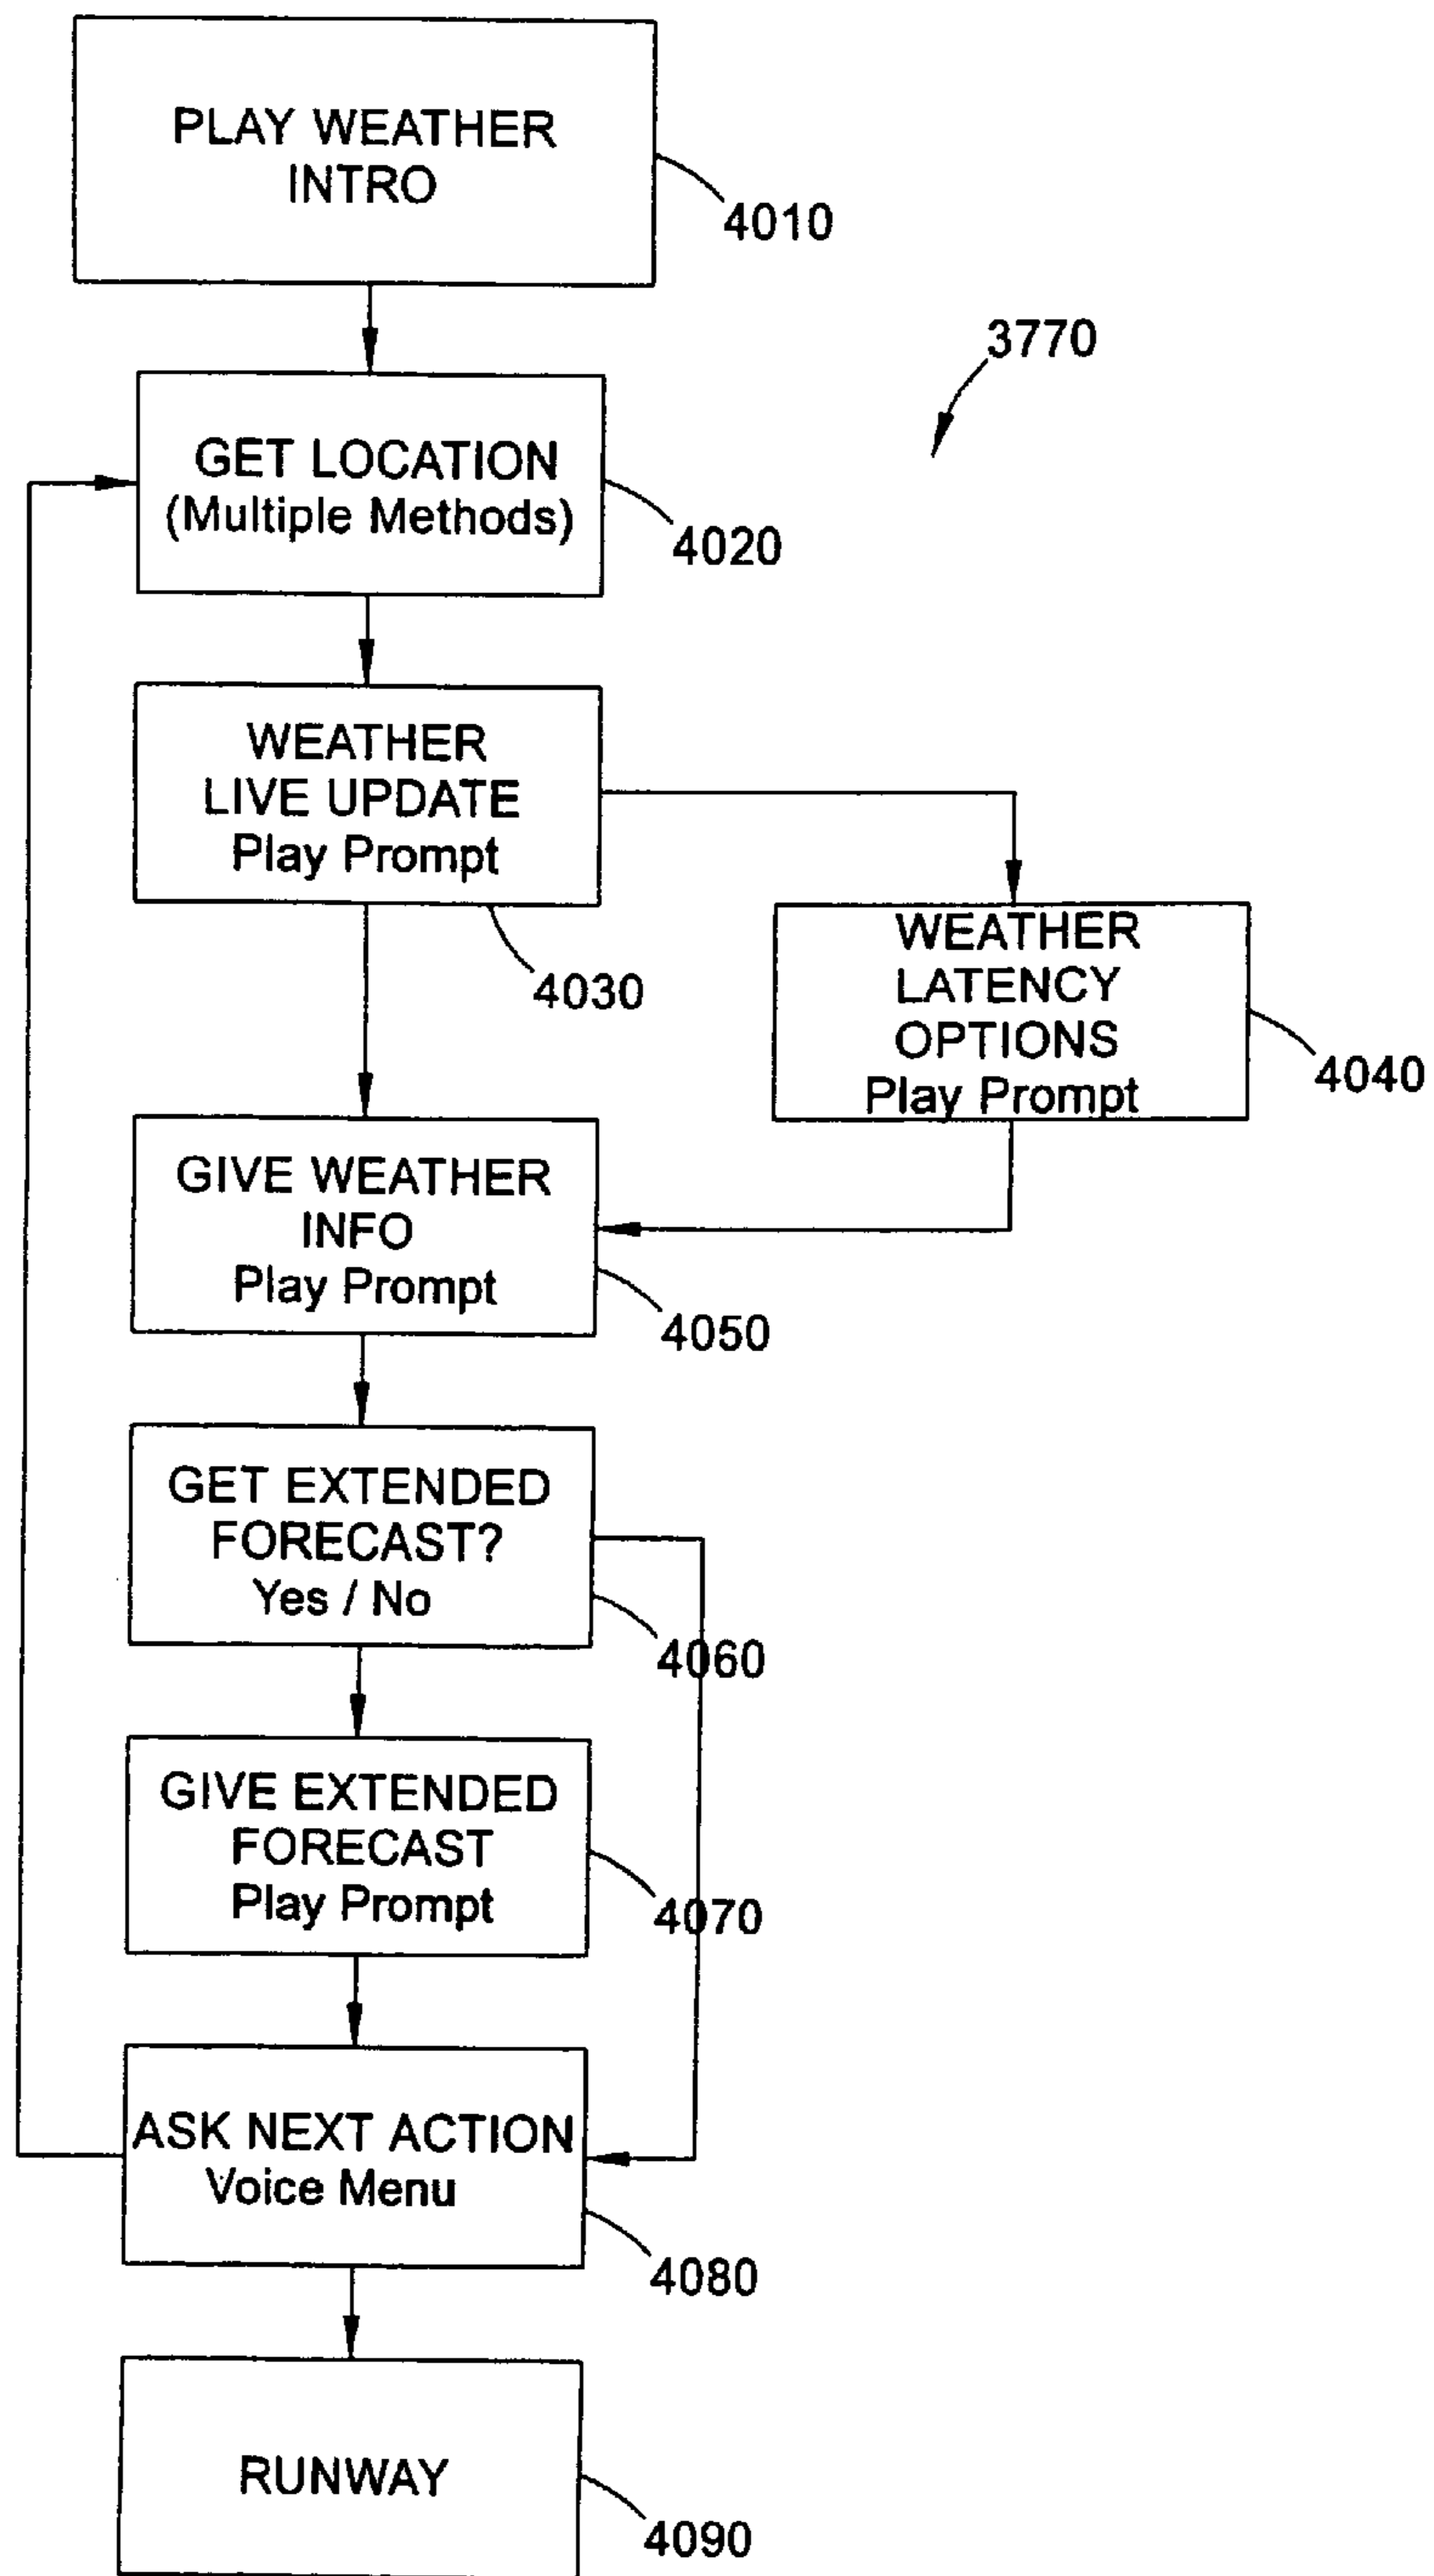 PLAY WEATHER
INTRO
4010
3770
GET LOCATION
(Multiple Methods)
4020
WEATHER
LIVE UPDATE
Play Prompt
4030
WEATHER
LATENCY
OPTIONS
Play Prompt
4040
GIVE WEATHER
INFO
Play Prompt
4050
GET EXTENDED
FORECAST?
Yes / No
4060
GIVE EXTENDED
FORECAST
Play Prompt
4070
ASK NEXT ACTION
Voice Menu
4080
RUNWAY
4090